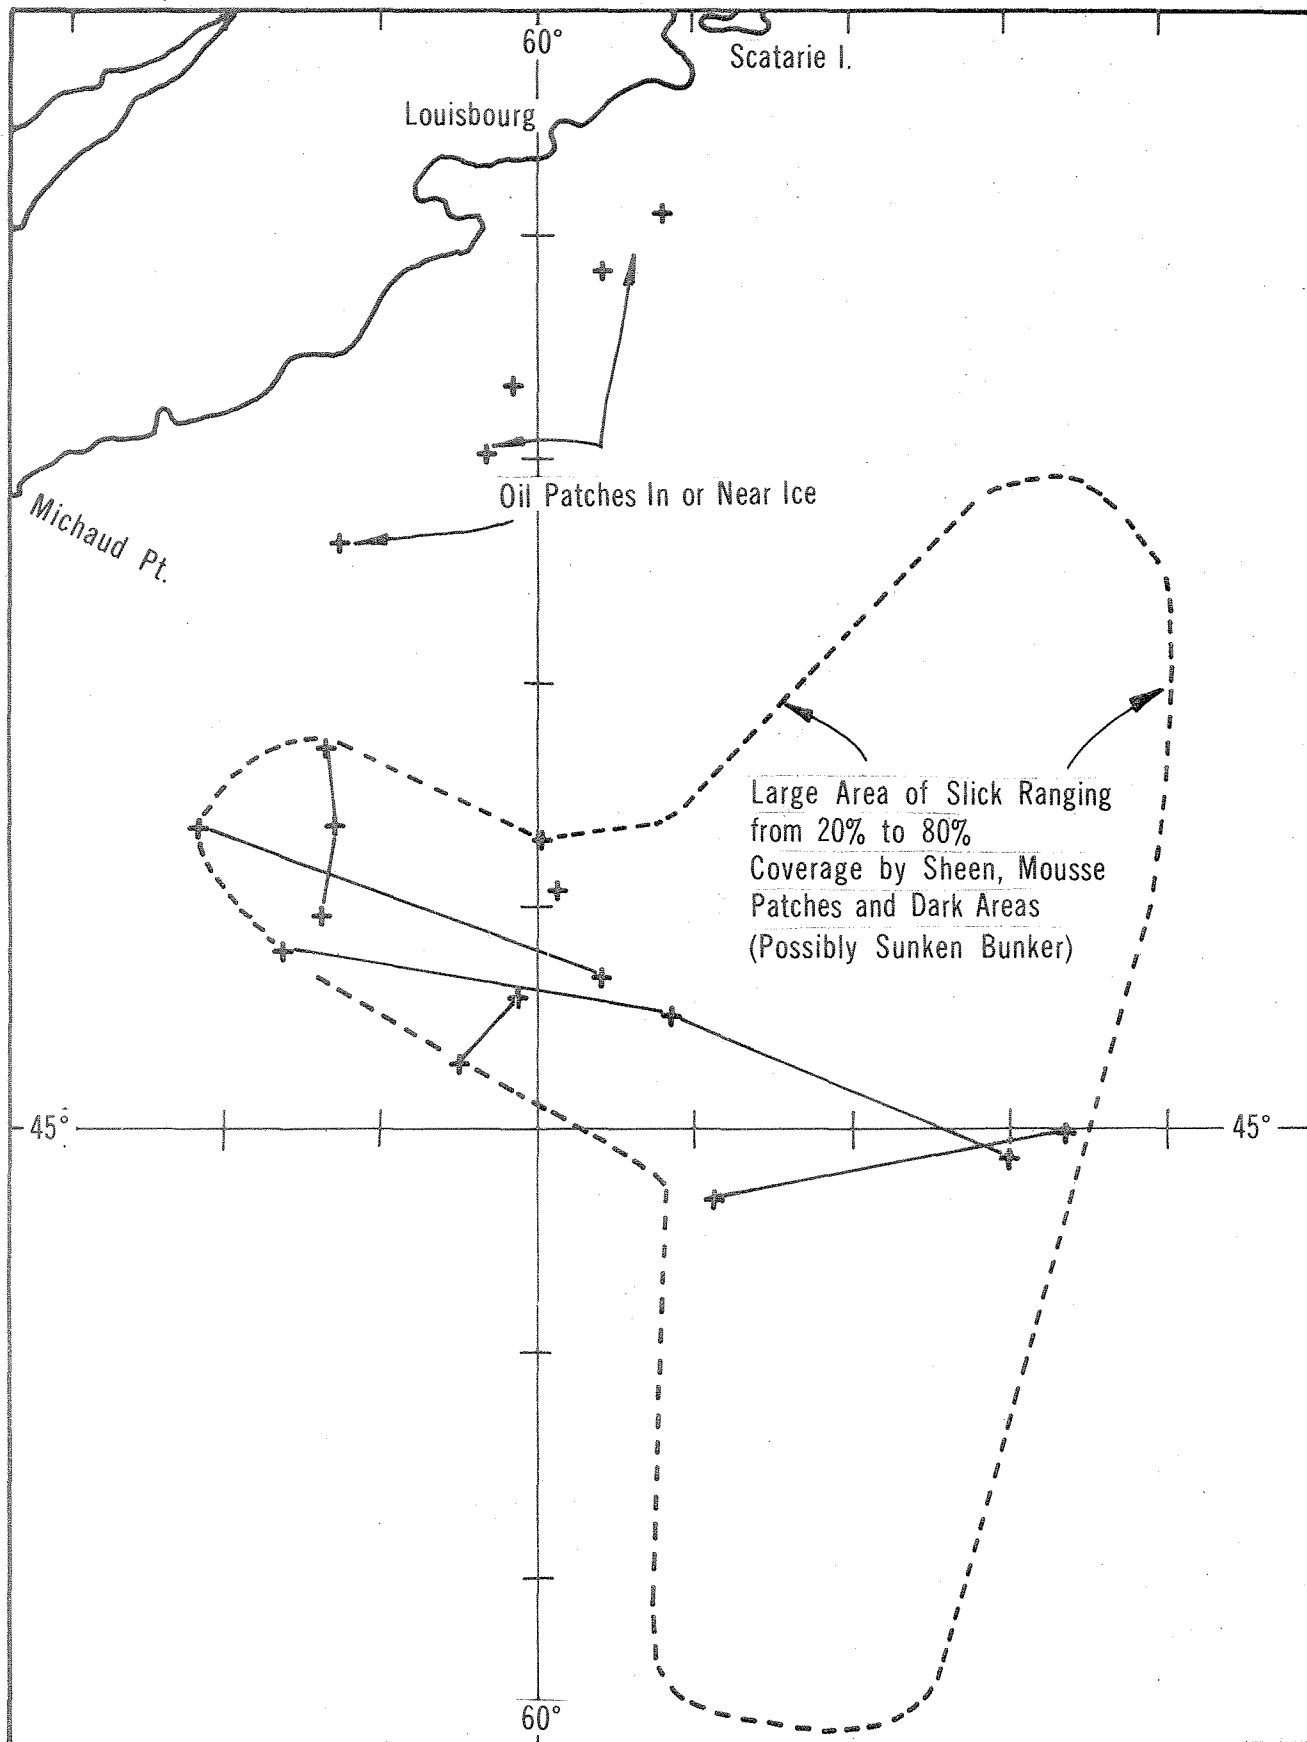 60°
Scatarie I.
Louisbourg
Oil Patches In or Near Ice
Michaud Pt.
Large Area of Slick Ranging
from 20% to 80%
Coverage by Sheen, Mousse
Patches and Dark Areas
(Possibly Sunken Bunker)
45°
45°
60°